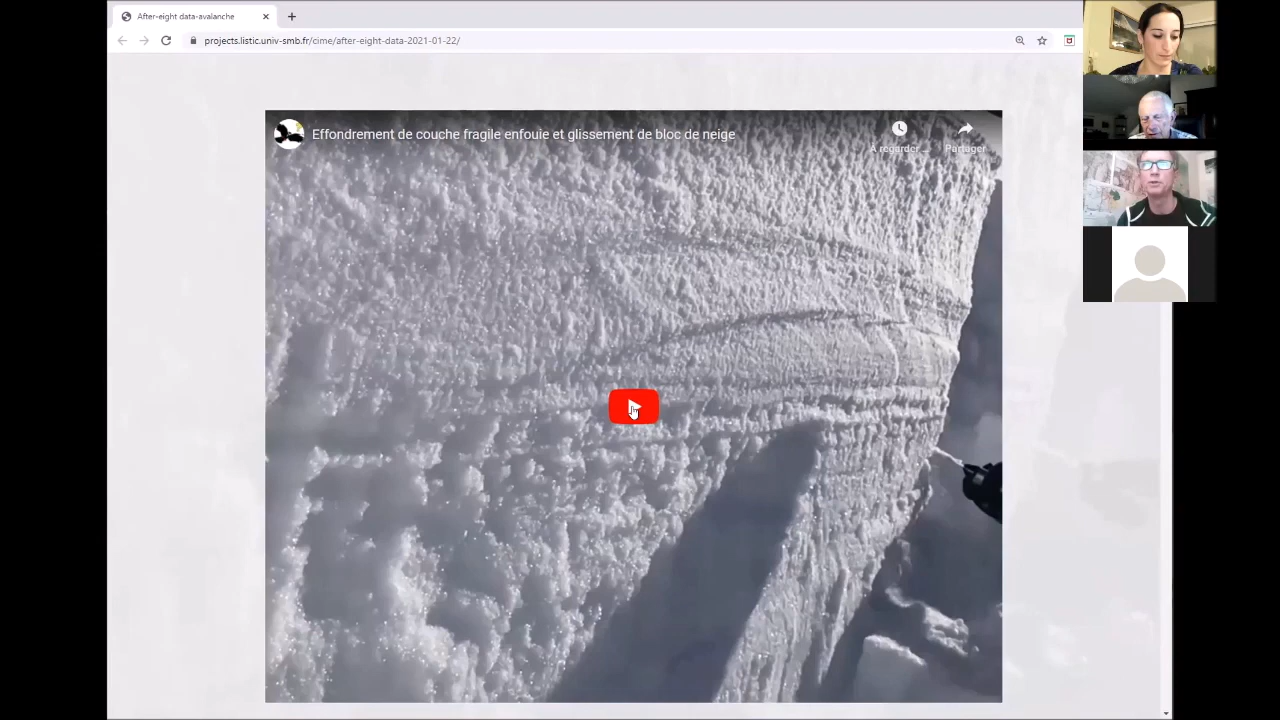 After-eight data-avalanche
projects.listic.univ-smb.fr/cime/after-eight-data-2021-01-22/
Effondrement de couche fragile enfouie et glissement de bloc de neige
À regarder ...
Partager